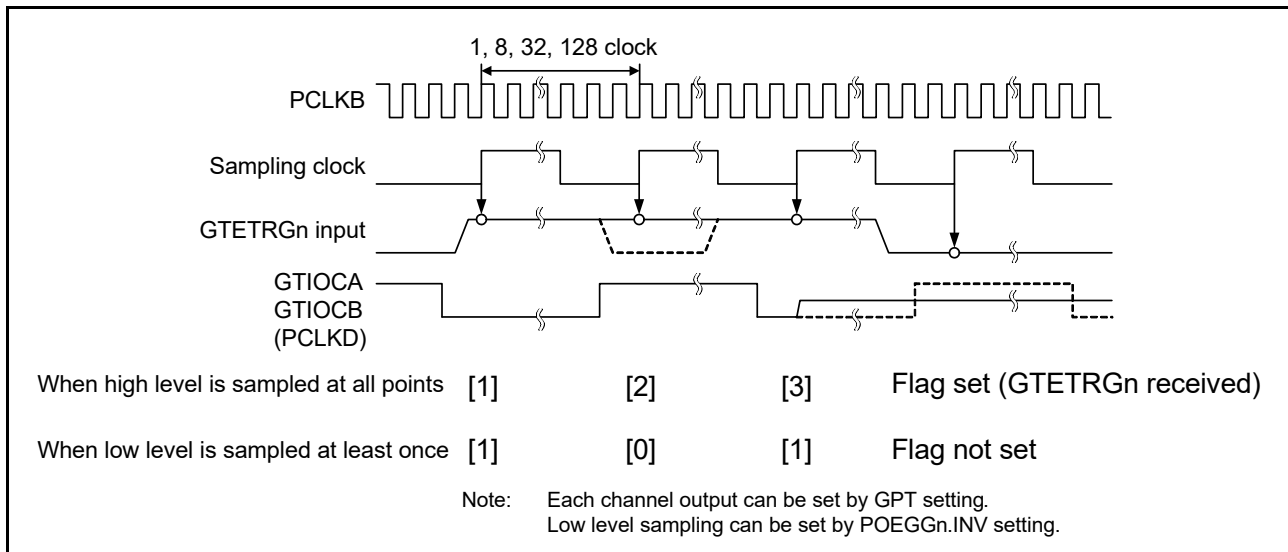 1, 8, 32, 128 clock
PCLKB
Sampling clock
GTETRGn input
GTIOCA
GTIOCB
(PCLKD)
When high level is sampled at all points [1] [2] [3] Flag set (GTETRGn received)
When low level is sampled at least once [1] [0] [1] Flag not set
Note: Each channel output can be set by GPT setting.
Low level sampling can be set by POEGGn.INV setting.